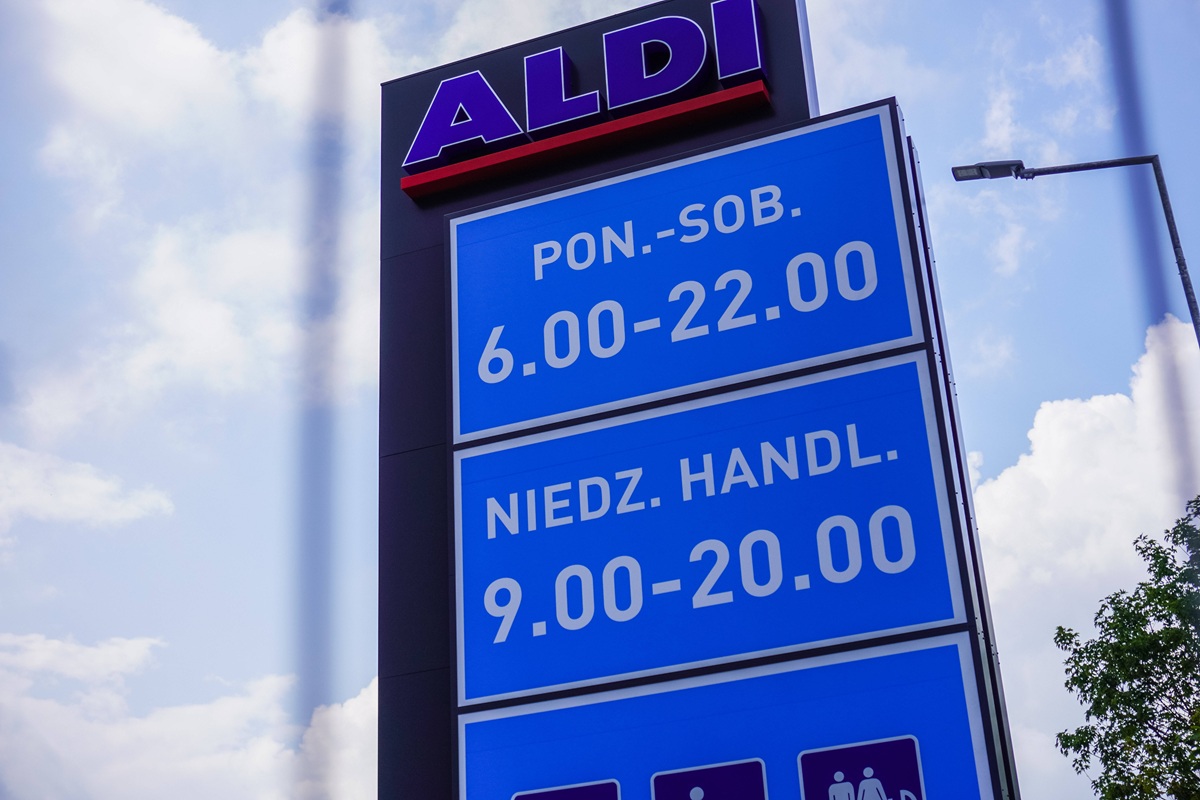 ALDI
PON.-SOB.
6.00-22.00
NIEDZ. HANDL.
9.00-20.00